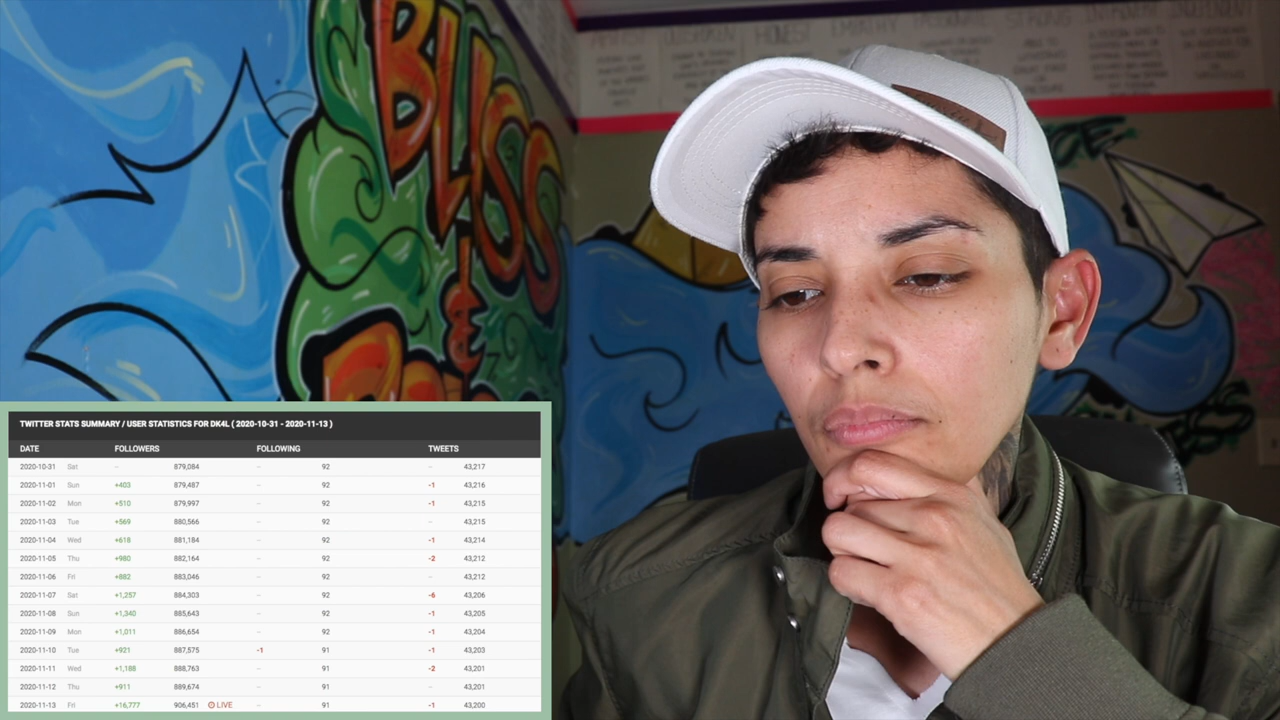 BLISS
&
HONEST
EMPATHY
STRONG
TWITTER STATS SUMMARY / USER STATISTICS FOR DK4L ( 2020-10-31 - 2020-11-13 )
DATE FOLLOWERS FOLLOWING TWEETS
2020-10-31 Sat -- 879,084 -- 92 -- 43,217
2020-11-01 Sun +403 879,487 -- 92 -1 43,216
2020-11-02 Mon +510 879,997 -- 92 -1 43,215
2020-11-03 Tue +569 880,566 -- 92 -- 43,215
2020-11-04 Wed +618 881,184 -- 92 -1 43,214
2020-11-05 Thu +980 882,164 -- 92 -2 43,212
2020-11-06 Fri +882 883,046 -- 92 -- 43,212
2020-11-07 Sat +1,257 884,303 -- 92 -6 43,206
2020-11-08 Sun +1,340 885,643 -- 92 -1 43,205
2020-11-09 Mon +1,011 886,654 -- 92 -1 43,204
2020-11-10 Tue +921 887,575 -1 91 -1 43,203
2020-11-11 Wed +1,188 888,763 -- 91 -2 43,201
2020-11-12 Thu +911 889,674 -- 91 -- 43,201
2020-11-13 Fri +16,777 906,451 LIVE -- 91 -1 43,200